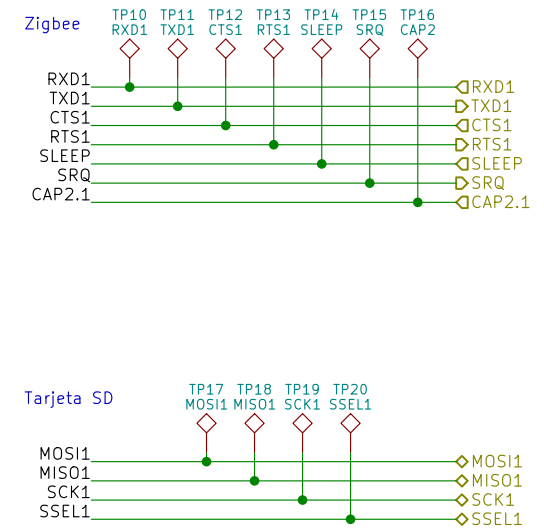 Zigbee
TP10 TP11 TP12 TP13 TP14 TP15 TP16
RXD1 TXD1 CTS1 RTS1 SLEEP SRQ CAP2
RXD1 RXD1
TXD1 TXD1
CTS1 CTS1
RTS1 RTS1
SLEEP SLEEP
SRQ SRQ
CAP2.1 CAP2.1
Tarjeta SD
TP17 TP18 TP19 TP20
MOSI1 MISO1 SCK1 SSEL1
MOSI1 MOSI1
MISO1 MISO1
SCK1 SCK1
SSEL1 SSEL1